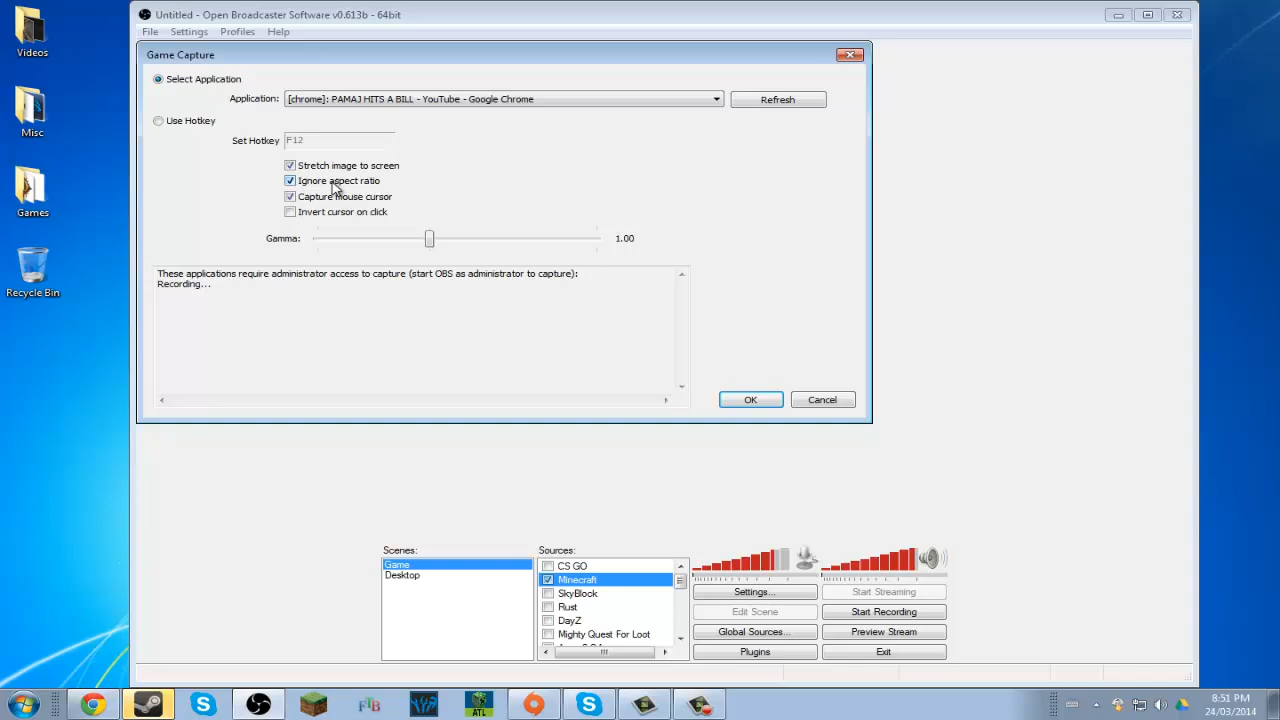 Untitled - Open Broadcaster Software v0.613b - 64bit
File Settings Profiles Help
Game Capture
Select Application
Application: [chrome]: PAMAJ HITS A BILL - YouTube - Google Chrome Refresh
Use Hotkey
Set Hotkey F12
Stretch image to screen
Ignore aspect ratio
Capture mouse cursor
Invert cursor on click
Gamma: 1.00
These applications require administrator access to capture (start OBS as administrator to capture):
Recording...
OK Cancel
Videos
Misc
Games
Recycle Bin
Scenes:
Game
Desktop
Sources:
CS GO
Minecraft
SkyBlock
Rust
DayZ
Mighty Quest For Loot
Settings... Start Streaming
Edit Scene Start Recording
Global Sources... Preview Stream
Plugins Exit
FTB
ATL
8:51 PM
24/03/2014